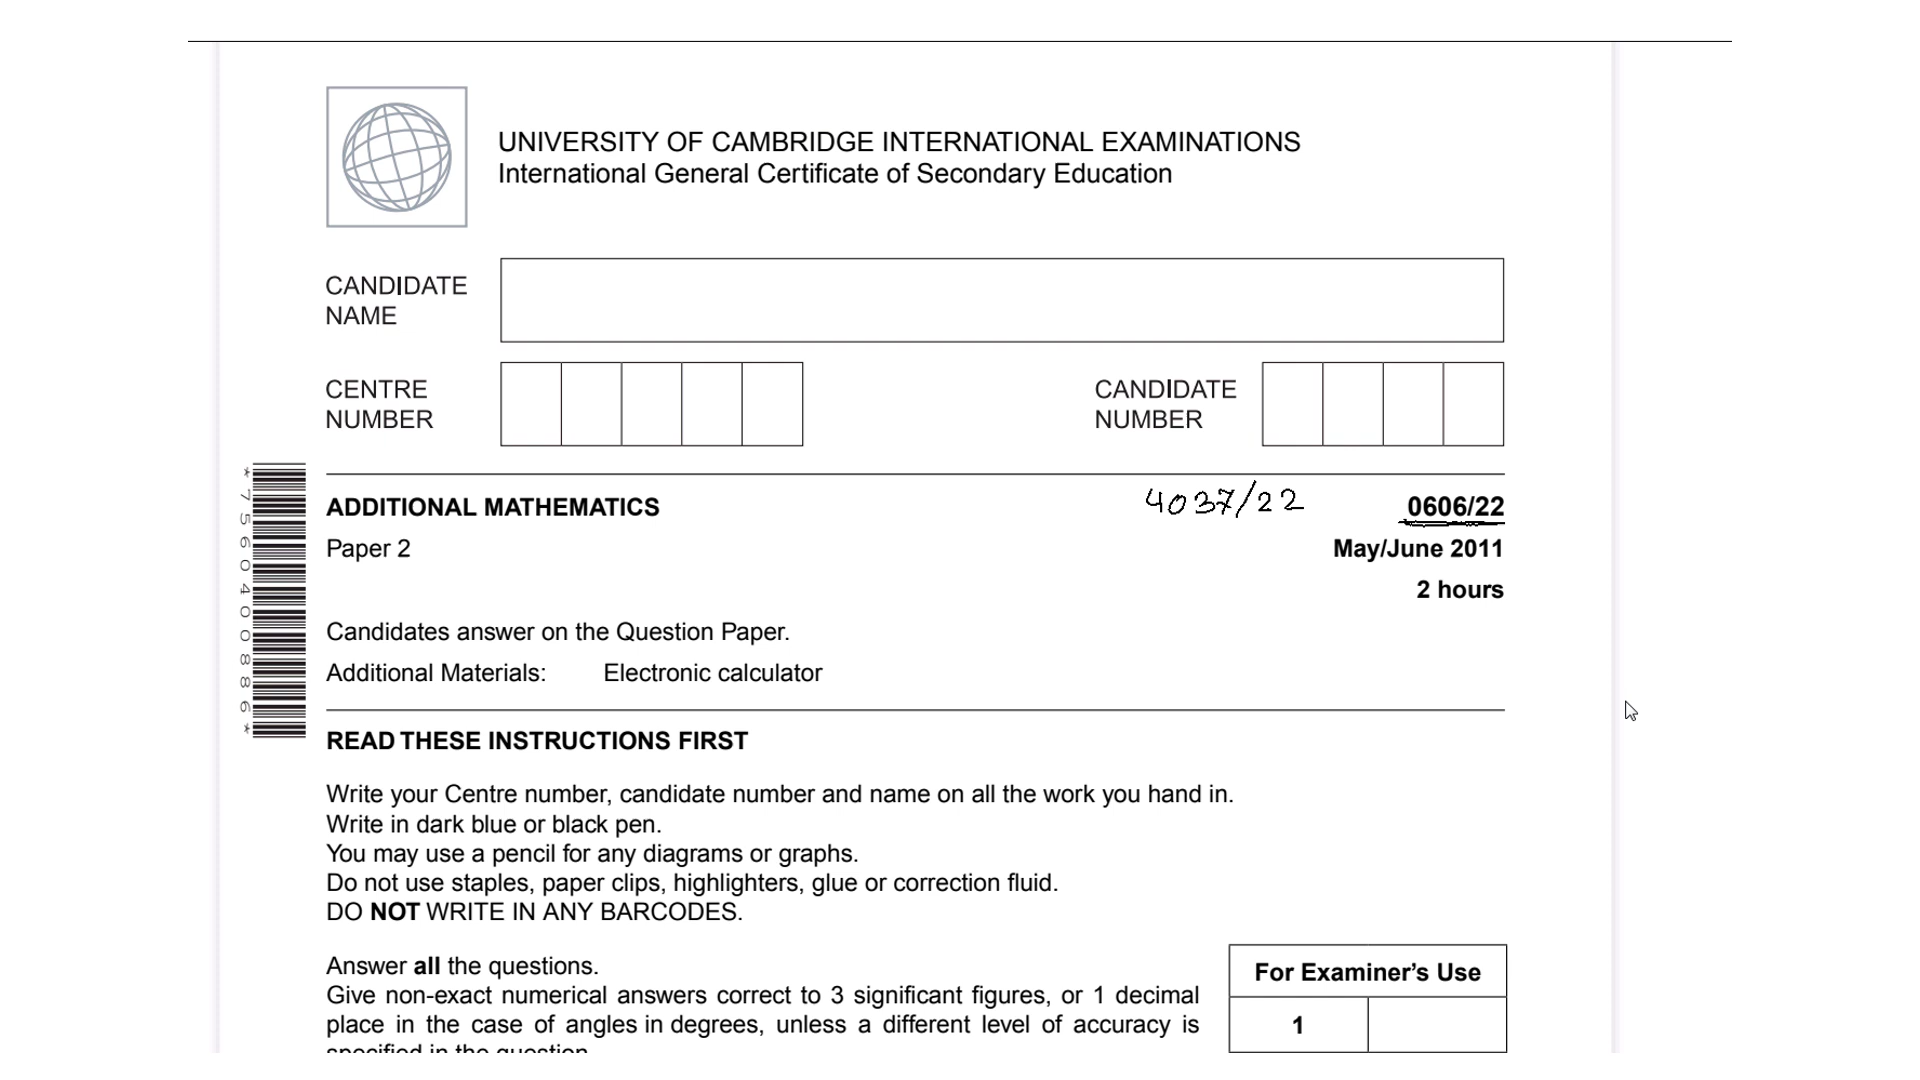 UNIVERSITY OF CAMBRIDGE INTERNATIONAL EXAMINATIONS
International General Certificate of Secondary Education
CANDIDATE
NAME
CENTRE
NUMBER
CANDIDATE
NUMBER
*7560400886*
ADDITIONAL MATHEMATICS 4037/22 0606/22
Paper 2 May/June 2011
2 hours
Candidates answer on the Question Paper.
Additional Materials: Electronic calculator
READ THESE INSTRUCTIONS FIRST
Write your Centre number, candidate number and name on all the work you hand in.
Write in dark blue or black pen.
You may use a pencil for any diagrams or graphs.
Do not use staples, paper clips, highlighters, glue or correction fluid.
DO NOT WRITE IN ANY BARCODES.
Answer all the questions.
Give non-exact numerical answers correct to 3 significant figures, or 1 decimal
place in the case of angles in degrees, unless a different level of accuracy is
specified in the question.
For Examiner's Use
1